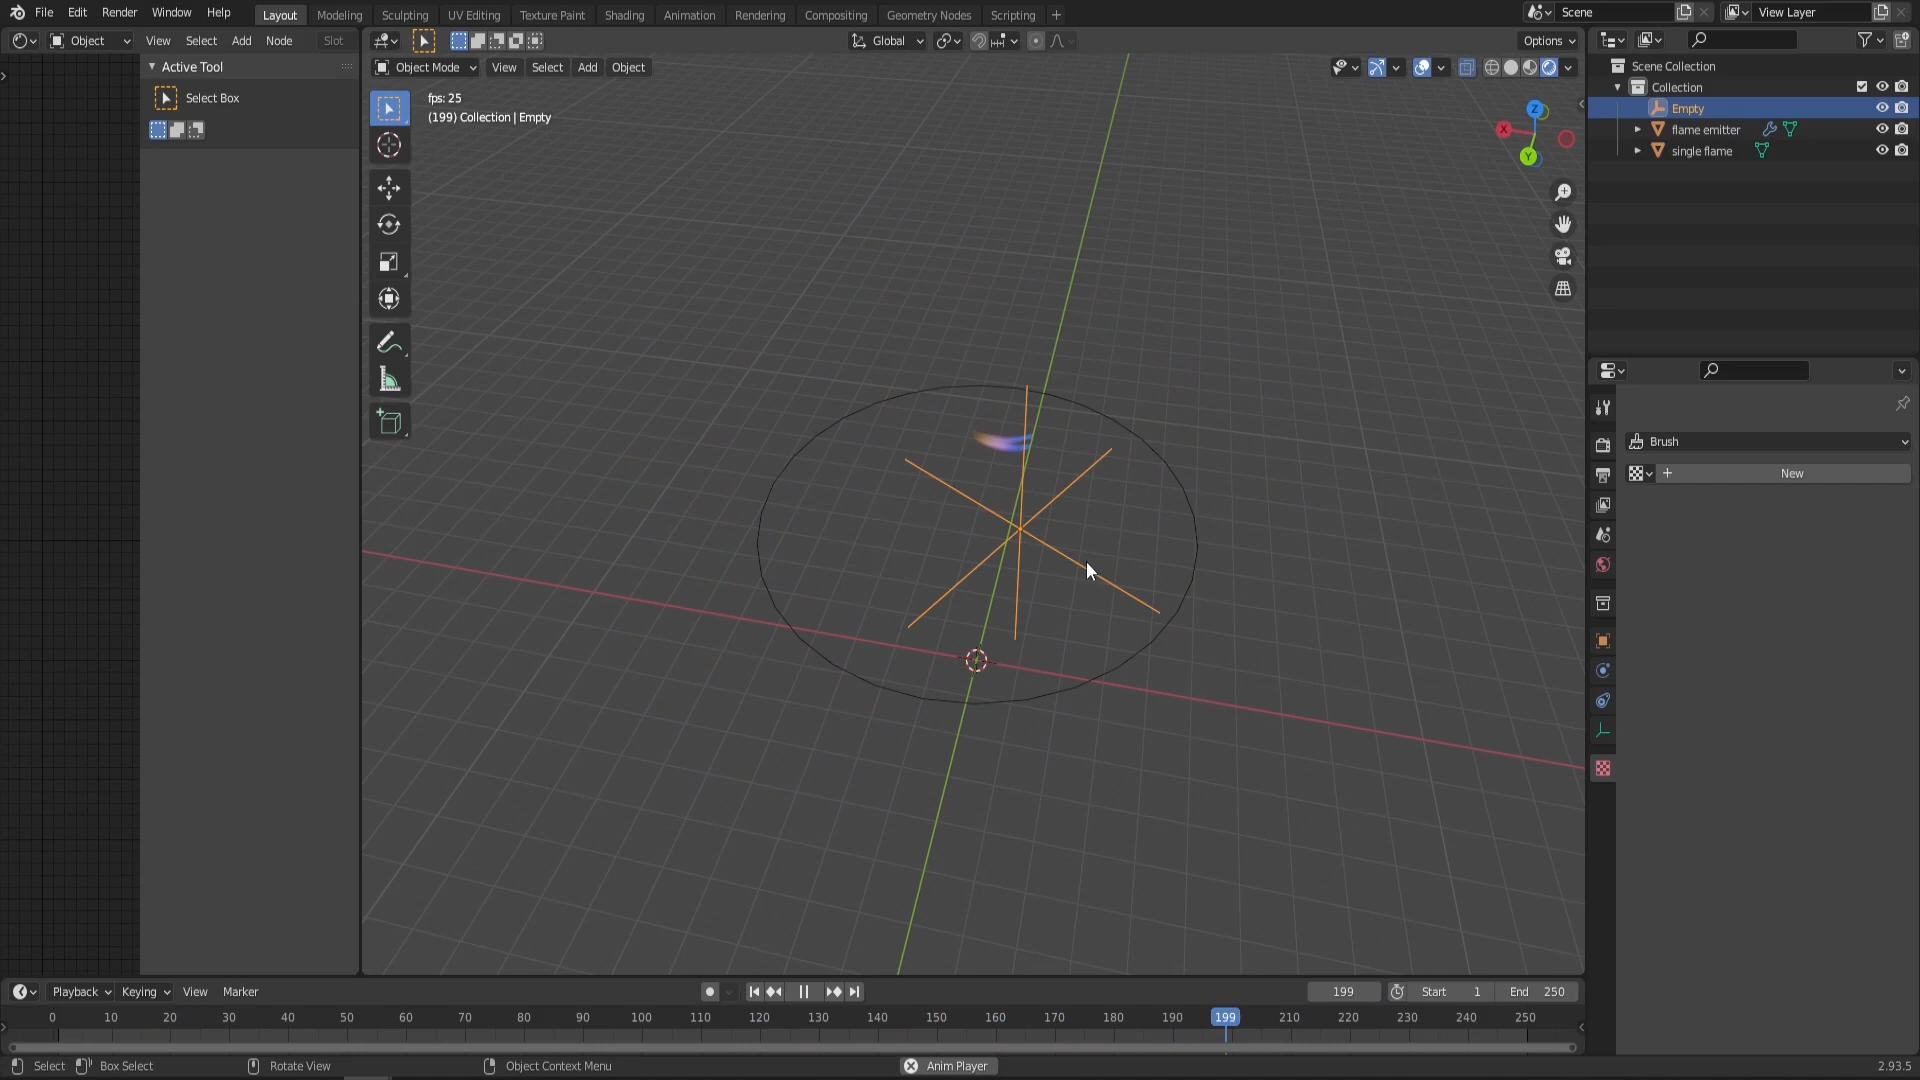 File Edit Render Window Help
Layout Modeling Sculpting UV Editing Texture Paint Shading Animation Rendering Compositing Geometry Nodes Scripting +
Scene
View Layer
Object View Select Add Node Slot
Global
Options
Active Tool
Select Box
Object Mode View Select Add Object
fps: 25
(199) Collection | Empty
Z
X
Y
Scene Collection
Collection
Empty
flame emitter
single flame
Brush
+ New
Playback Keying View Marker
199
Start 1 End 250
0 10 20 30 40 50 60 70 80 90 100 110 120 130 140 150 160 170 180 190 199 210 220 230 240 250
Select Box Select Rotate View Object Context Menu Anim Player 2.93.5